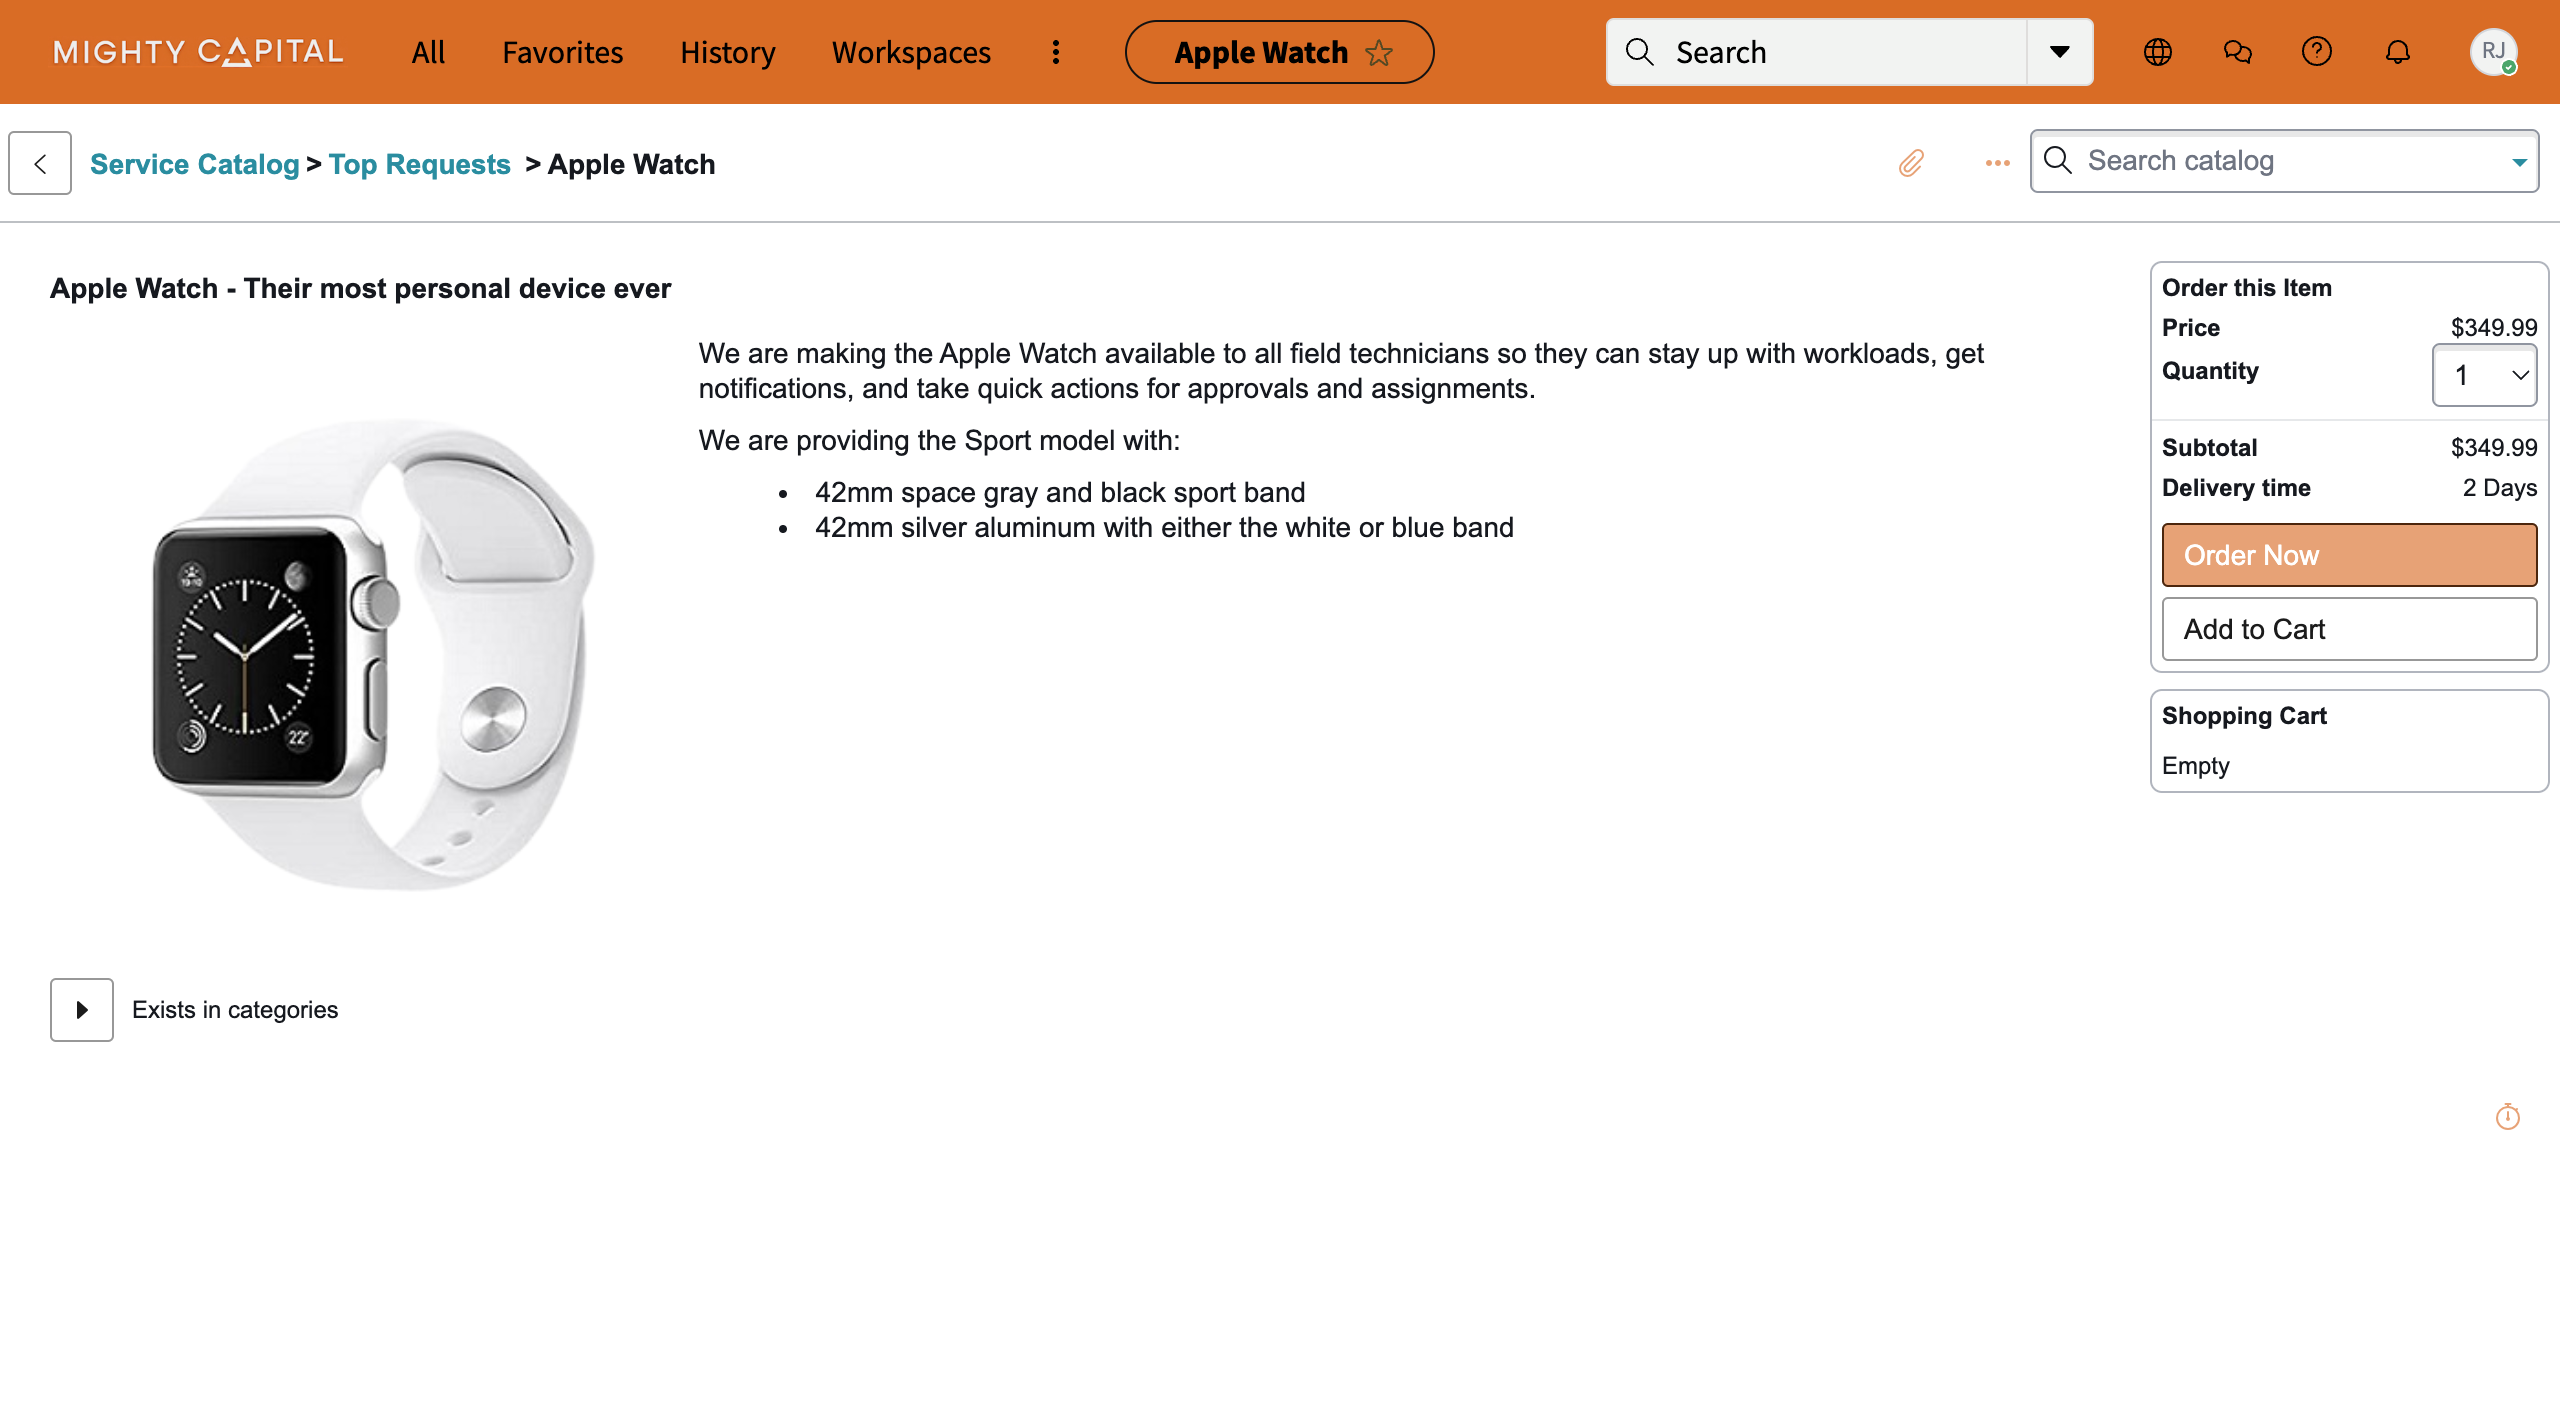 MIGHTY CAPITAL
All
Favorites
History
Workspaces
Apple Watch
Search
RJ
Service Catalog > Top Requests > Apple Watch
Search catalog
Apple Watch - Their most personal device ever
We are making the Apple Watch available to all field technicians so they can stay up with workloads, get
notifications, and take quick actions for approvals and assignments.
We are providing the Sport model with:
42mm space gray and black sport band
42mm silver aluminum with either the white or blue band
22°
Order this Item
Price $349.99
Quantity 1
Subtotal $349.99
Delivery time 2 Days
Order Now
Add to Cart
Shopping Cart
Empty
Exists in categories